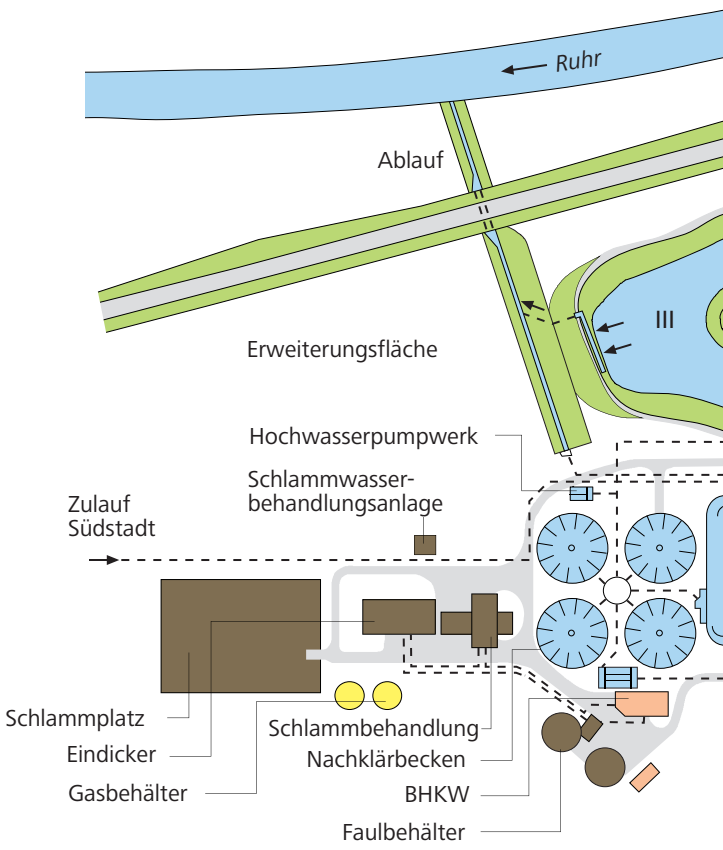 Ruhr
Ablauf
III
Erweiterungsfläche
Hochwasserpumpwerk
Schlammwasser-
behandlungsanlage
Zulauf
Südstadt
Schlammplatz
Schlammbehandlung
Eindicker
Nachklärbecken
Gasbehälter
BHKW
Faulbehälter